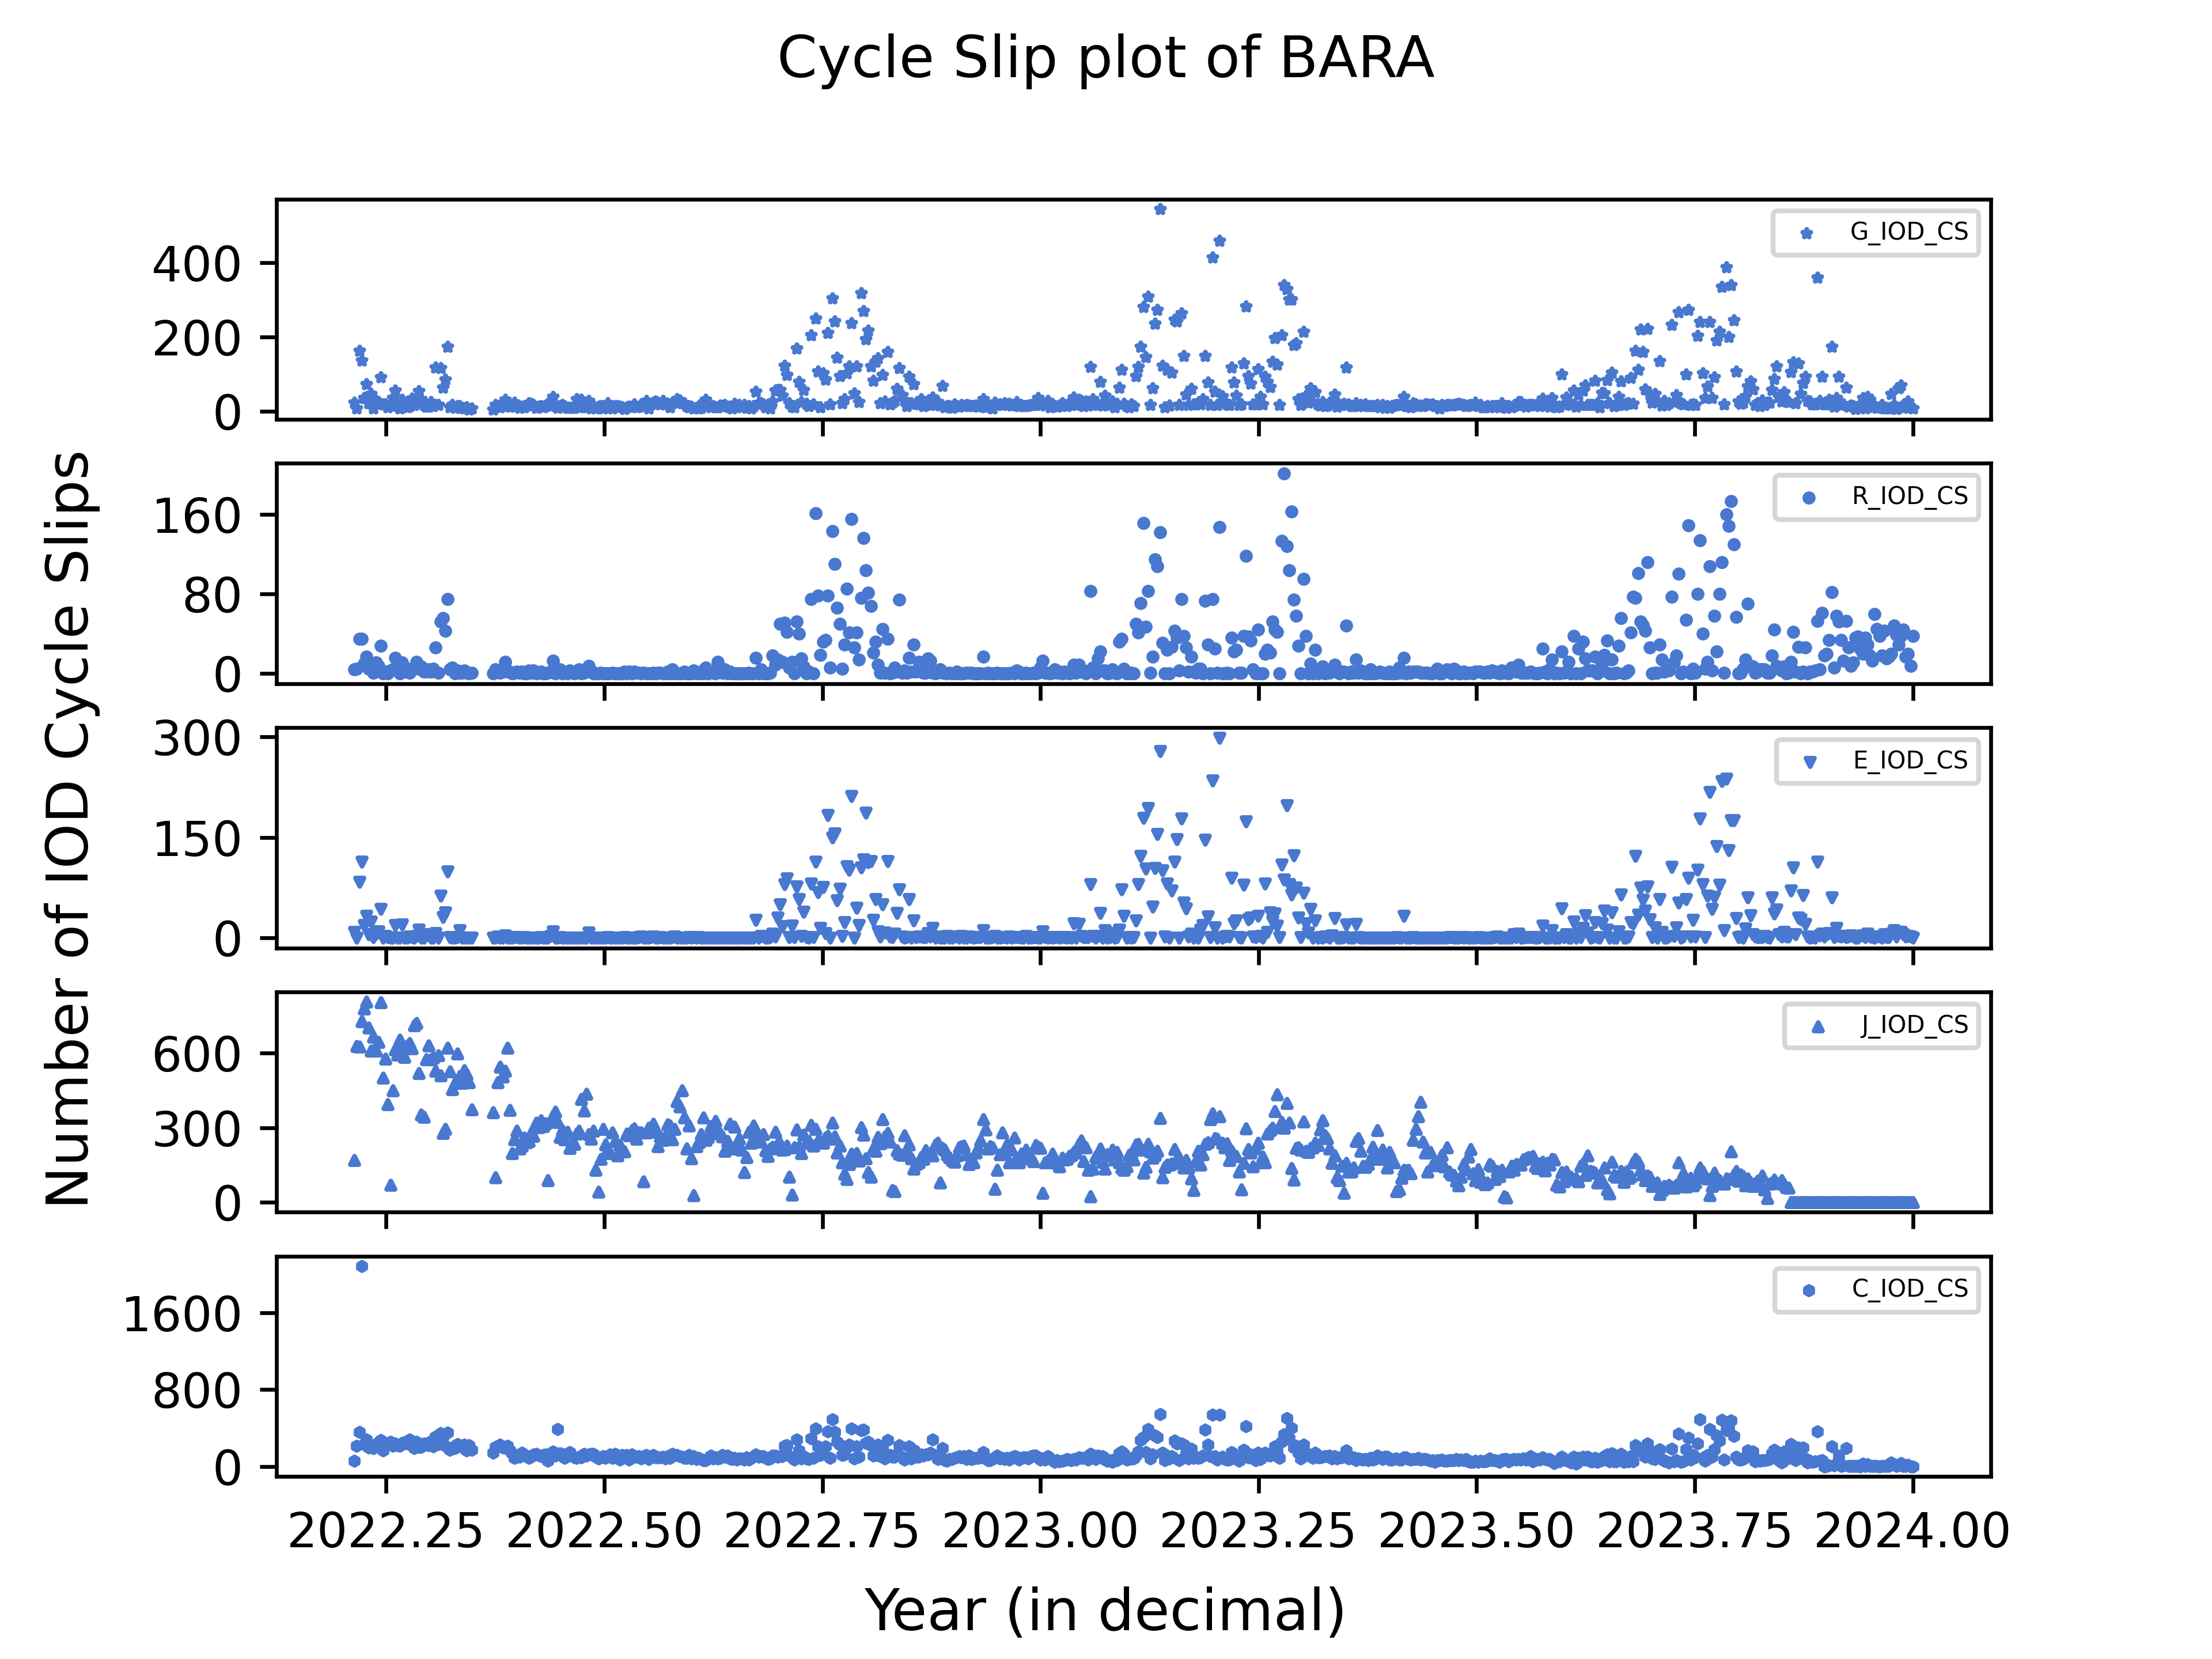 Cycle Slip plot of BARA
Number of IOD Cycle Slips
400
200
0
G_IOD_CS
160
80
0
R_IOD_CS
300
150
0
E_IOD_CS
600
300
0
J_IOD_CS
1600
800
0
C_IOD_CS
2022.25 2022.50 2022.75 2023.00 2023.25 2023.50 2023.75 2024.00
Year (in decimal)